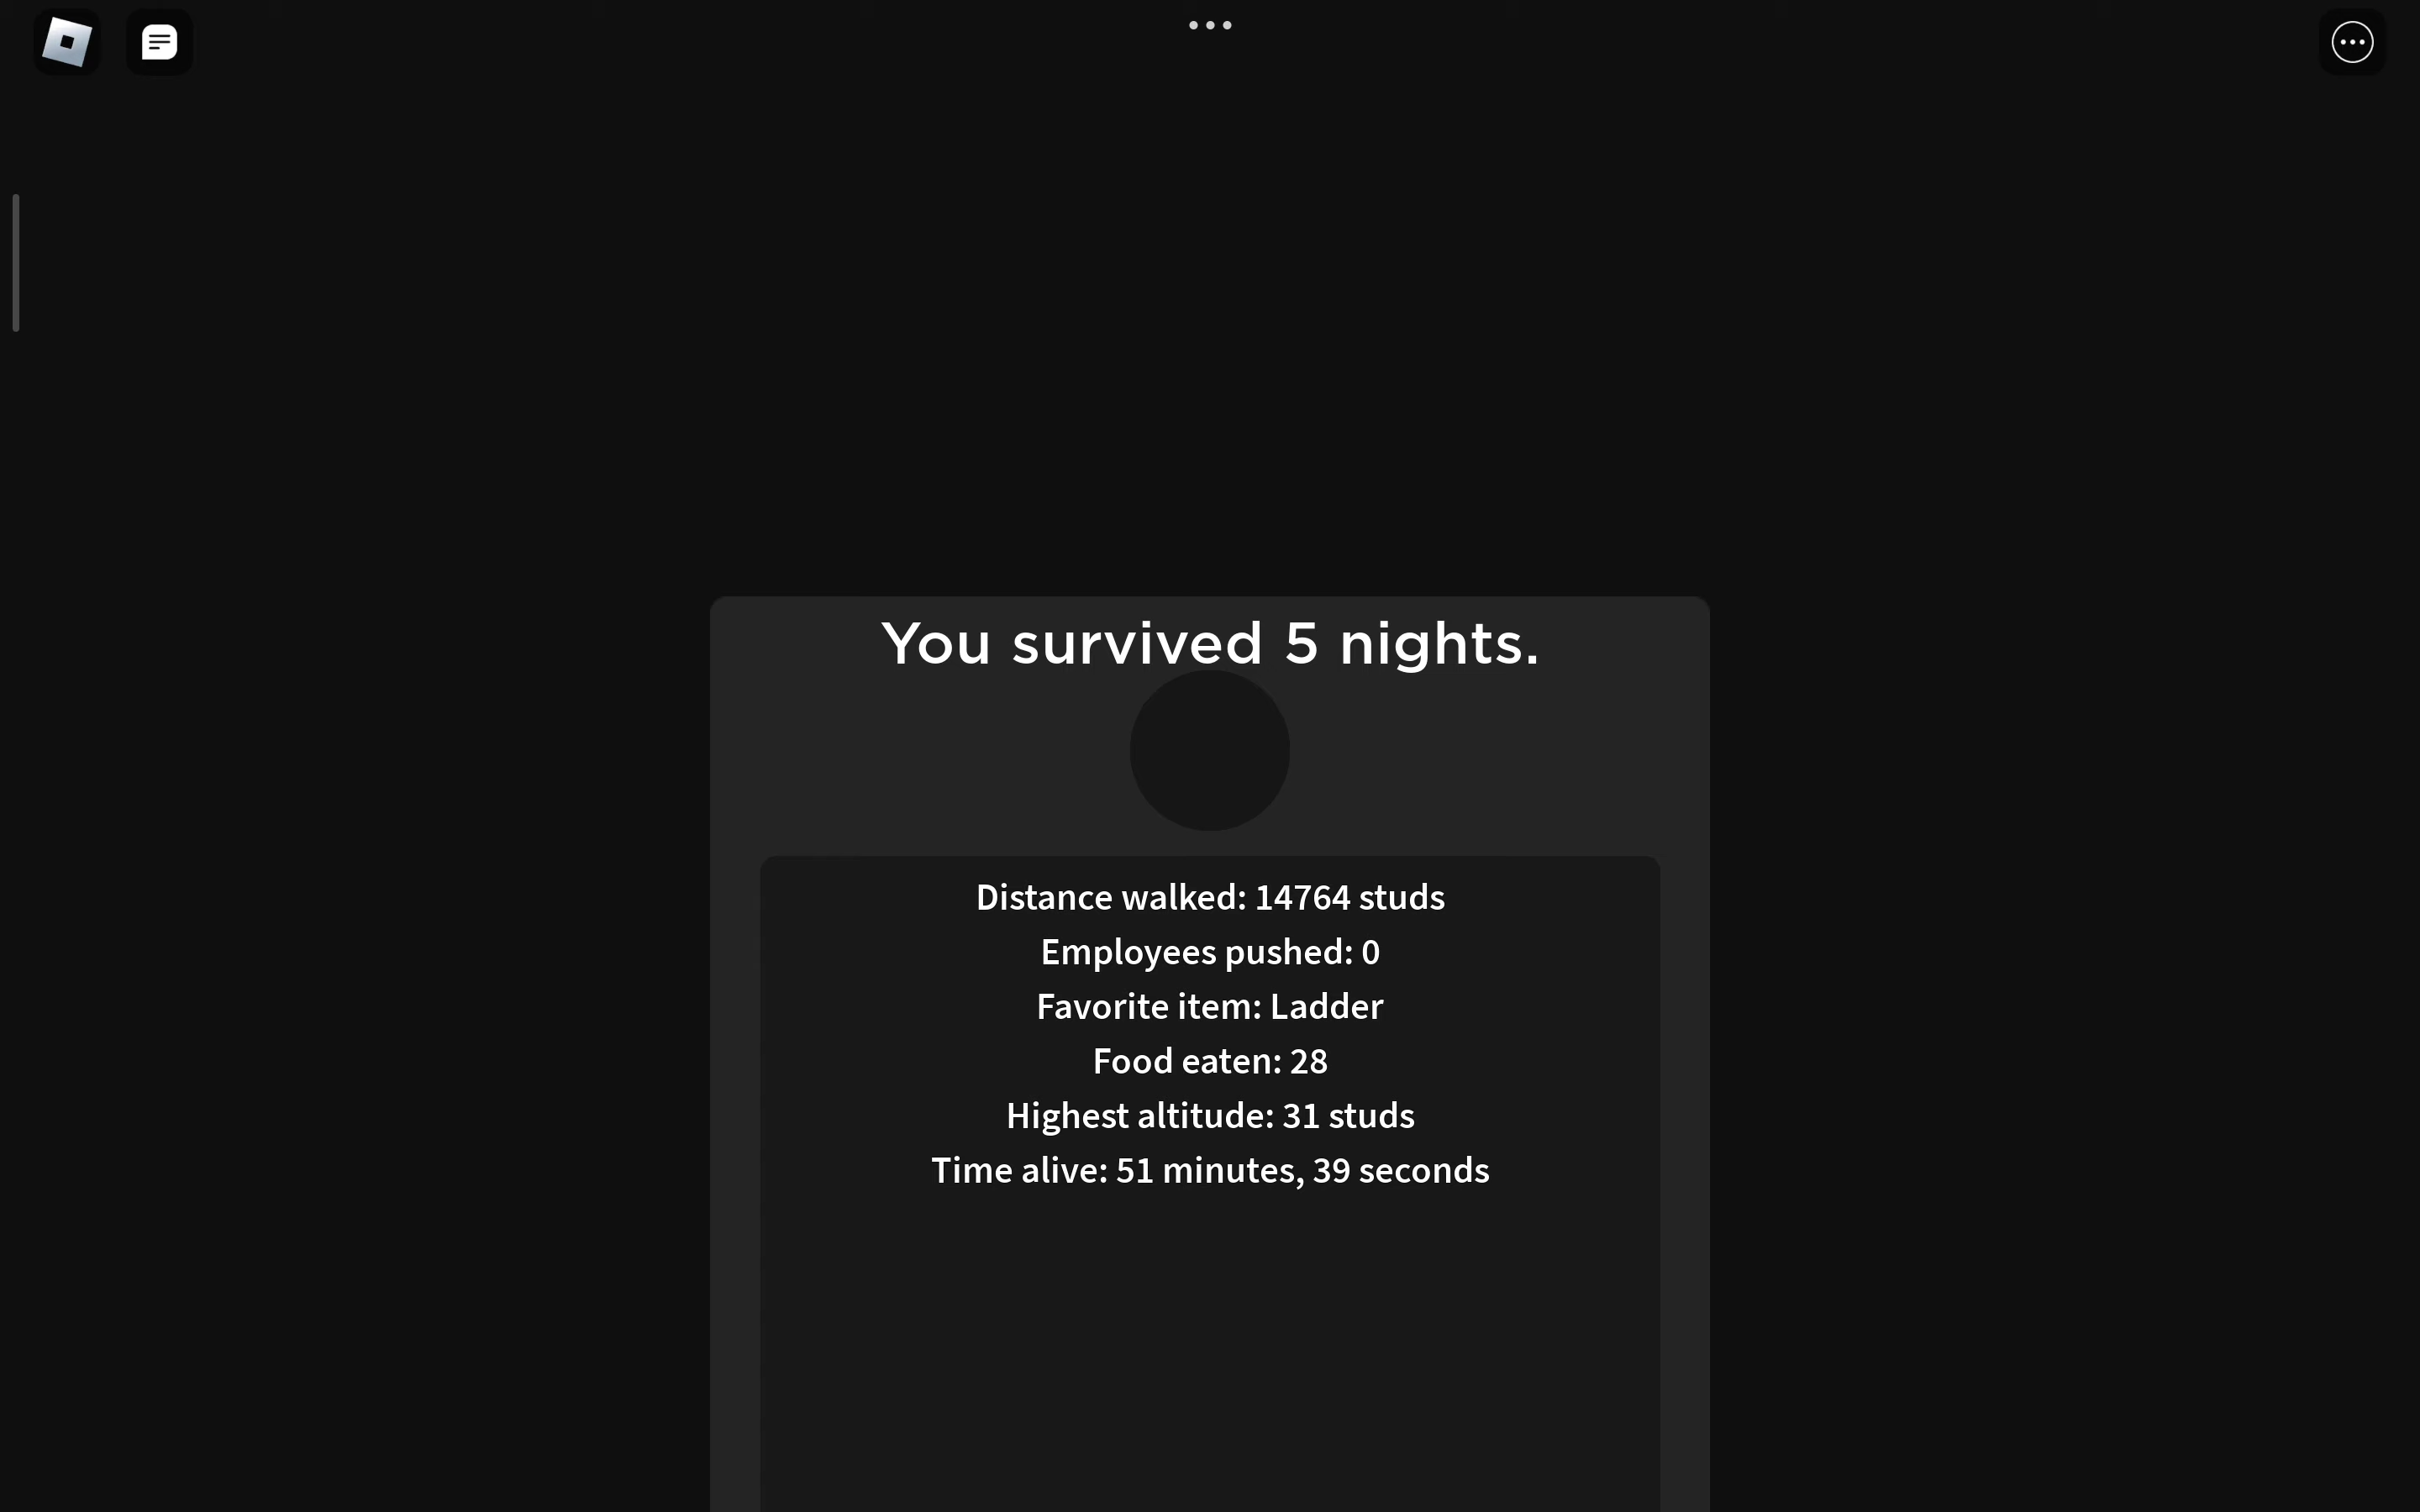 You survived 5 nights.
Distance walked: 14764 studs
Employees pushed: 0
Favorite item: Ladder
Food eaten: 28
Highest altitude: 31 studs
Time alive: 51 minutes, 39 seconds